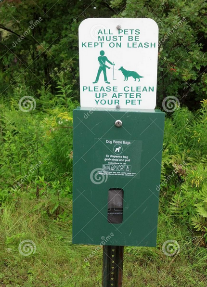 ALL PETS
MUST BE
KEPT ON LEASH
PLEASE CLEAN
UP AFTER
YOUR PET
Dog Waste Bags